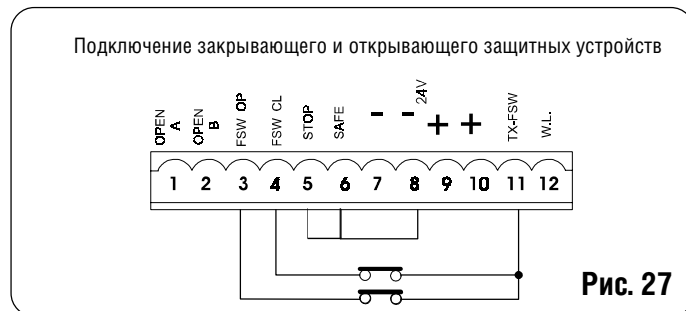 Подключение закрывающего и открывающего защитных устройств
OPEN A
OPEN B
FSW OP
FSW CL
STOP
SAFE
-
-
24V
+
+
TX-FSW
W.L.
1 2 3 4 5 6 7 8 9 10 11 12
Рис. 27